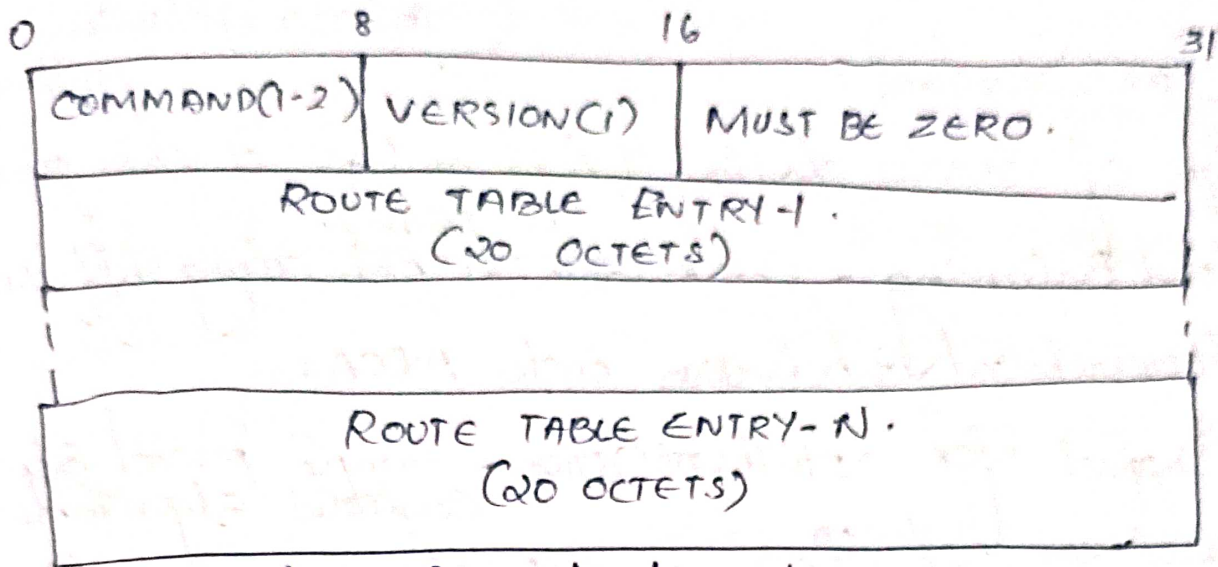 0 8 16 31
COMMAND(1-2) VERSION(1) MUST BE ZERO.
ROUTE TABLE ENTRY-1.
(20 OCTETS)
ROUTE TABLE ENTRY-N.
(20 OCTETS)